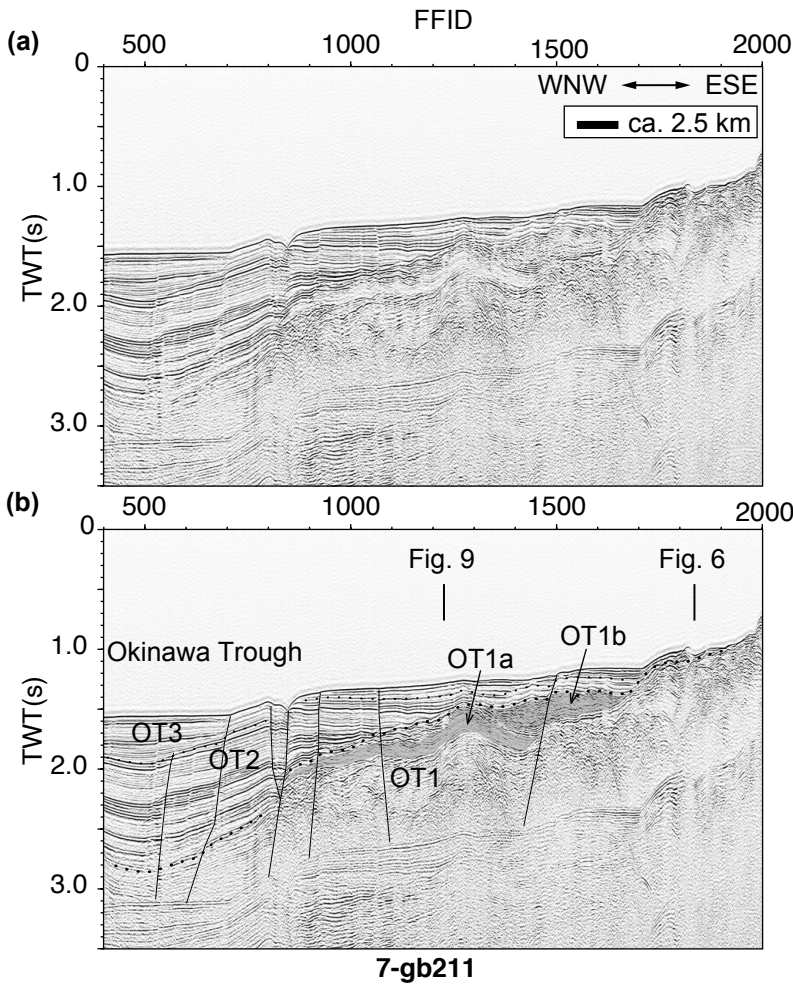 FFID
(a)
500 1000 1500 2000
0
WNW ESE
ca. 2.5 km
1.0
TWT(s)
2.0
3.0
(b)
500 1000 1500 2000
0
Fig. 9 Fig. 6
1.0
OT1b
Okinawa Trough OT1a
TWT(s)
OT3
OT2
2.0
OT1
3.0
7-gb211